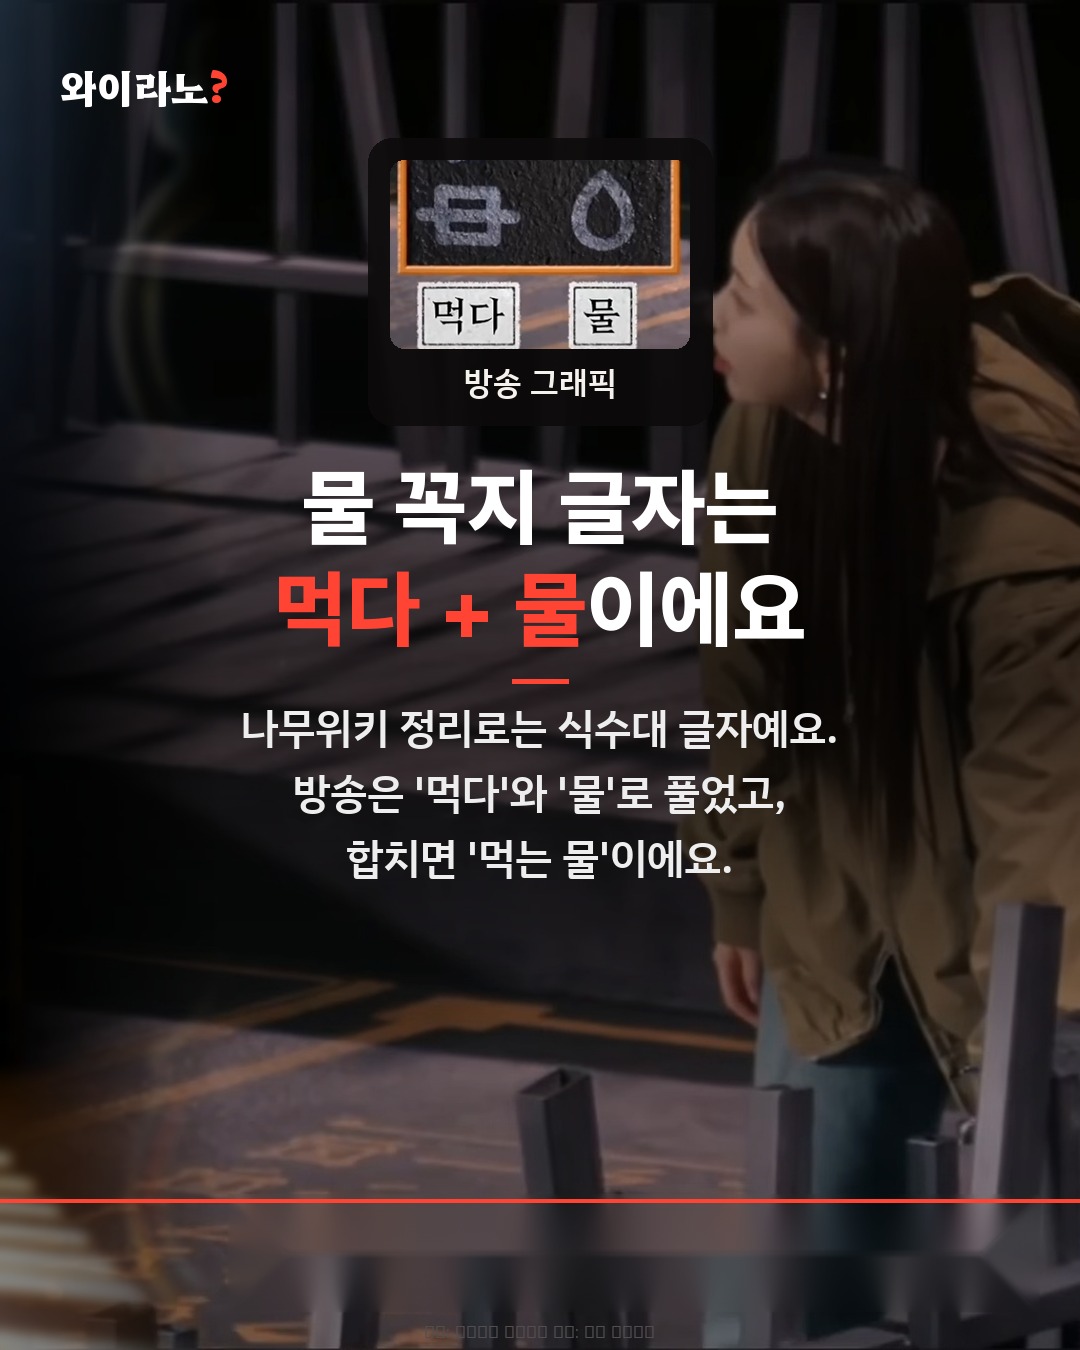 와이라노?
먹다 물
방송 그래픽
물 꼭지 글자는
먹다 + 물이에요
나무위키 정리로는 식수대 글자예요.
방송은 '먹다'와 '물'로 풀었고,
합치면 '먹는 물'이에요.